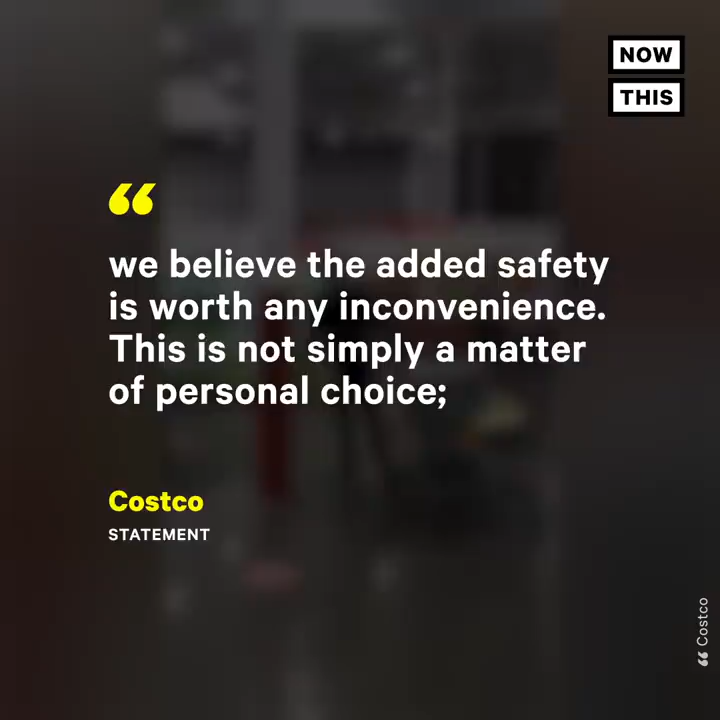 NOW
THIS
“
we believe the added safety
is worth any inconvenience.
This is not simply a matter
of personal choice;
Costco
STATEMENT
“ Costco